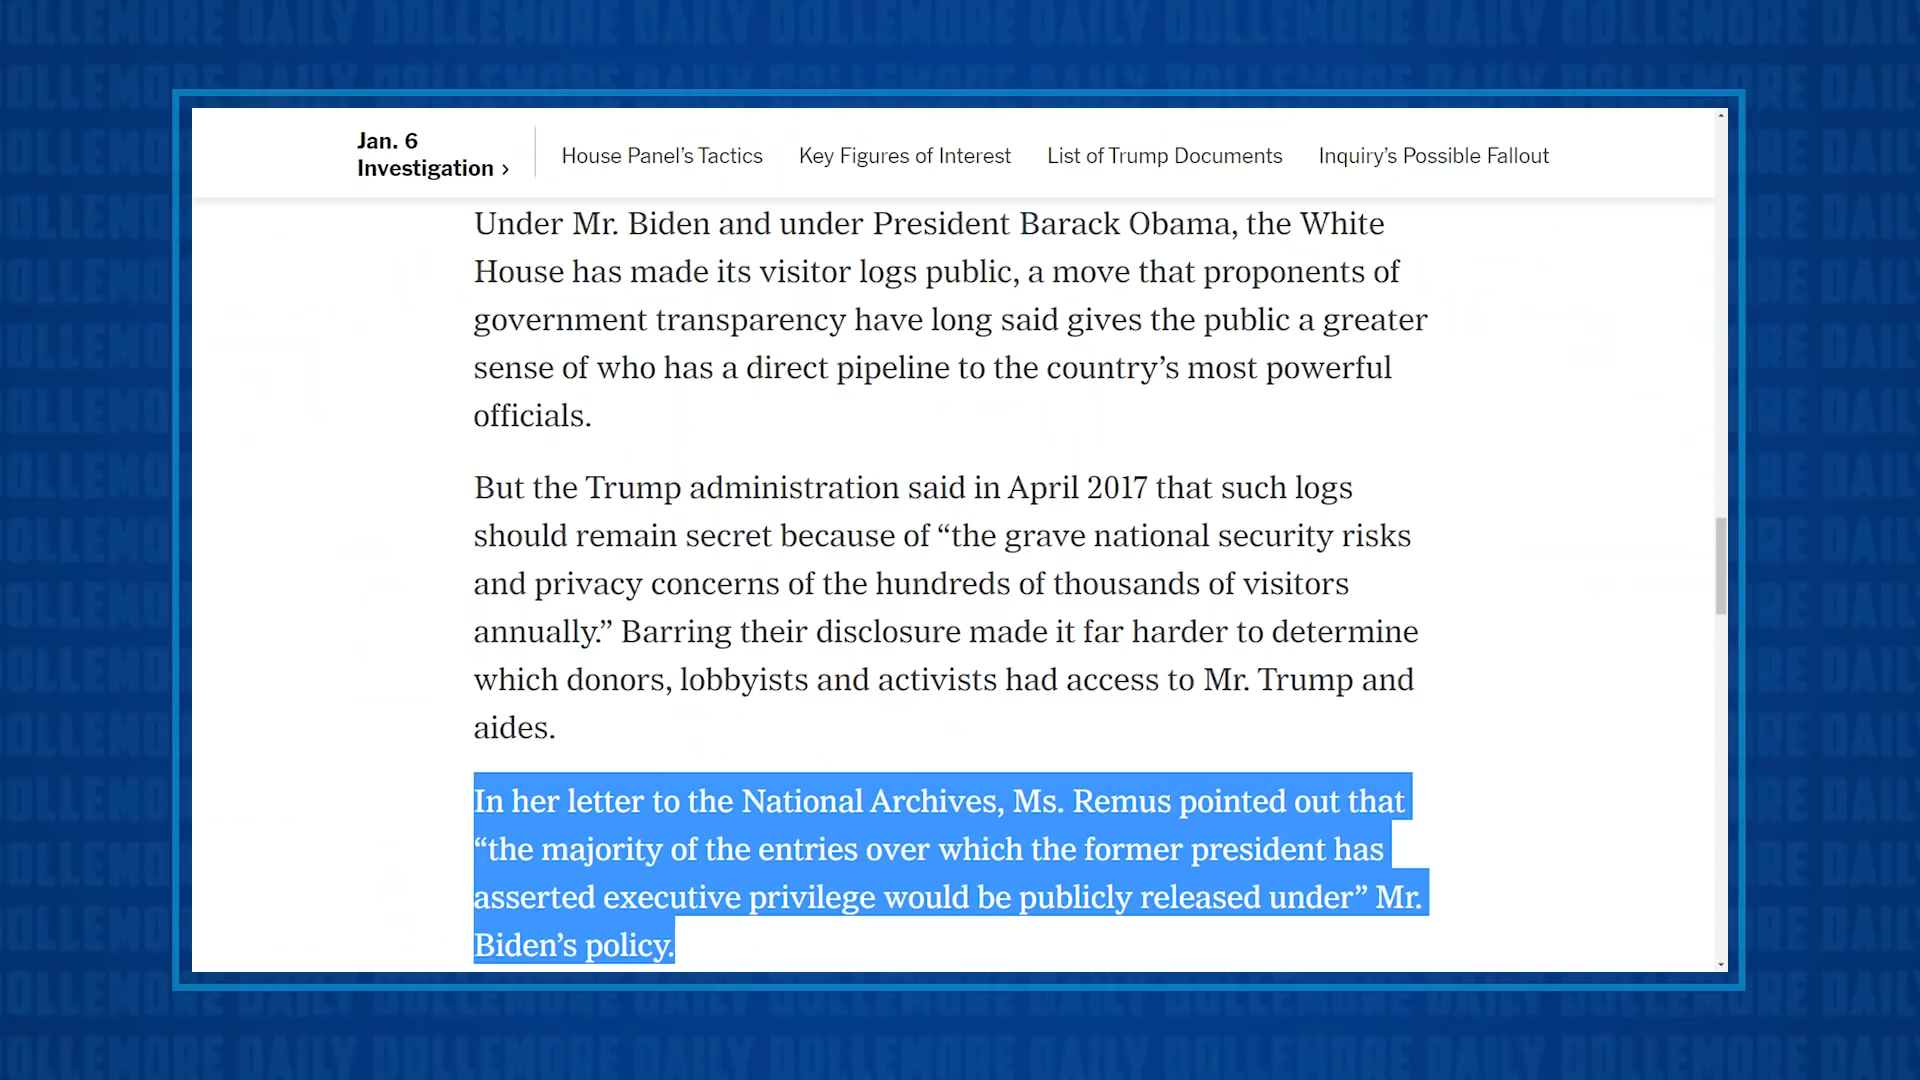 DOLLEMORE DAILY
Jan. 6
Investigation ›
House Panel’s Tactics
Key Figures of Interest
List of Trump Documents
Inquiry’s Possible Fallout
Under Mr. Biden and under President Barack Obama, the White
House has made its visitor logs public, a move that proponents of
government transparency have long said gives the public a greater
sense of who has a direct pipeline to the country’s most powerful
officials.
But the Trump administration said in April 2017 that such logs
should remain secret because of “the grave national security risks
and privacy concerns of the hundreds of thousands of visitors
annually.” Barring their disclosure made it far harder to determine
which donors, lobbyists and activists had access to Mr. Trump and
aides.
In her letter to the National Archives, Ms. Remus pointed out that
“the majority of the entries over which the former president has
asserted executive privilege would be publicly released under” Mr.
Biden’s policy.